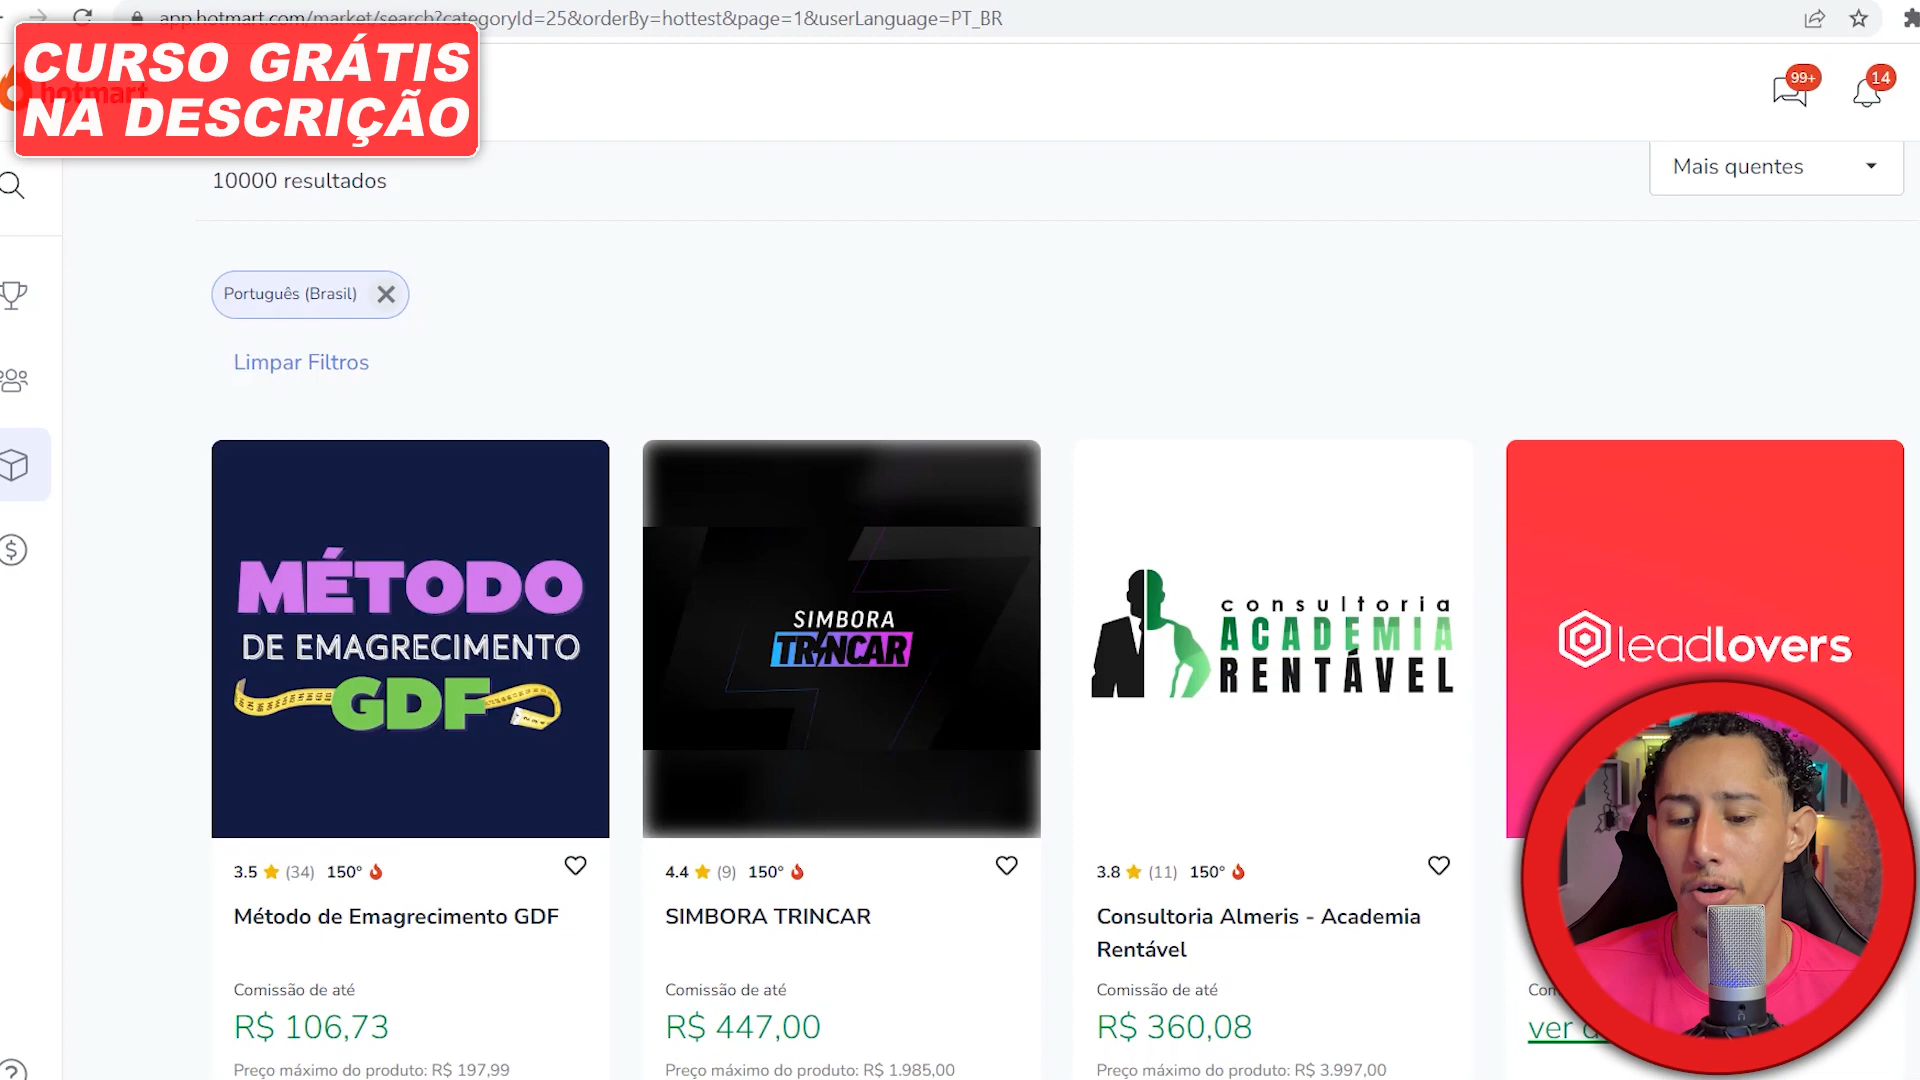 app.hotmart.com/market/search?categoryId=25&orderBy=hottest&page=1&userLanguage=PT_BR
CURSO GRÁTIS
NA DESCRIÇÃO
hotmart
99+
14
10000 resultados
Mais quentes
Português (Brasil)
Limpar Filtros
MÉTODO
DE EMAGRECIMENTO
GDF
SIMBORA
TRINCAR
consultoria
ACADEMIA
RENTÁVEL
leadlovers
3.5 (34) 150°
4.4 (9) 150°
3.8 (11) 150°
Método de Emagrecimento GDF
SIMBORA TRINCAR
Consultoria Almeris - Academia
Rentável
Comissão de até
Comissão de até
Comissão de até
R$ 106,73
R$ 447,00
R$ 360,08
ver
Preço máximo do produto: R$ 197,99
Preço máximo do produto: R$ 1.985,00
Preço máximo do produto: R$ 3.997,00